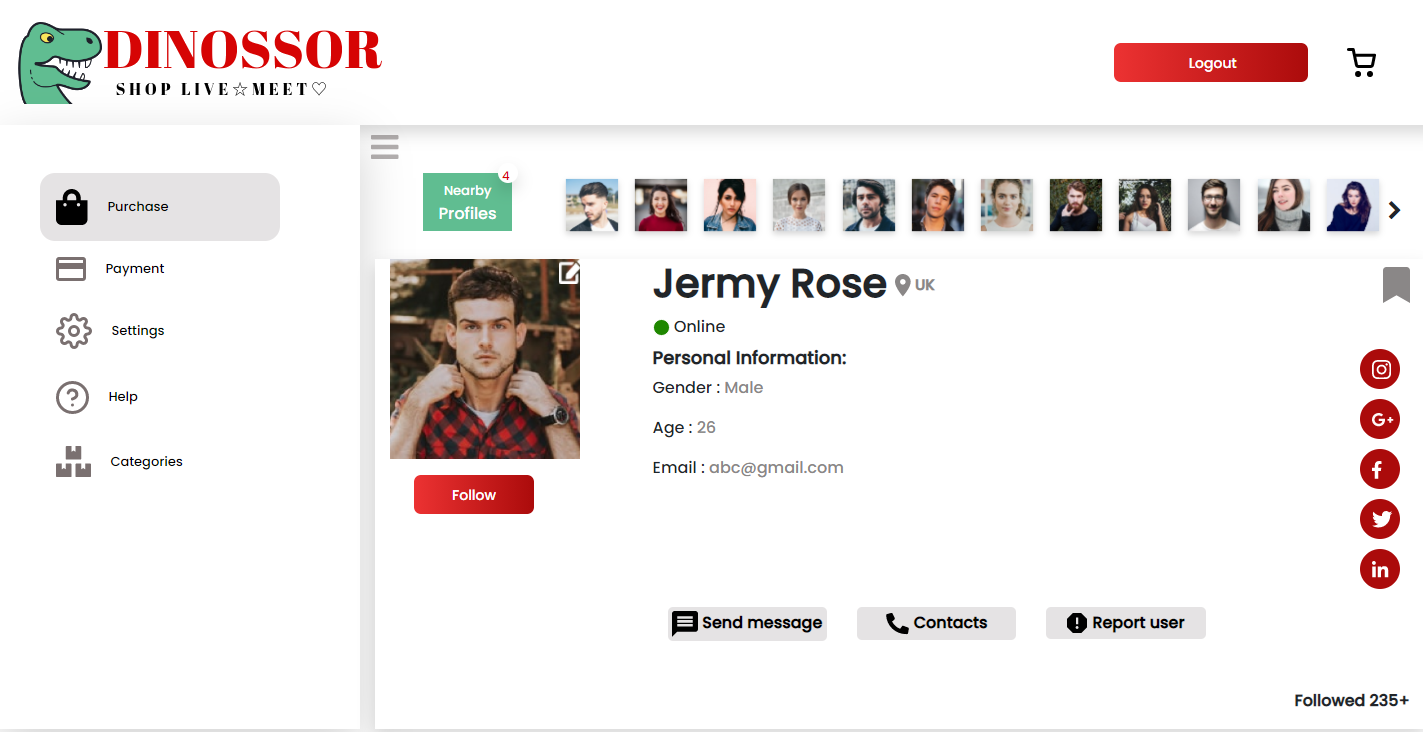 DINOSSOR
SHOP LIVE☆MEET♡
Logout
Purchase
Payment
Settings
Help
Categories
4
Nearby
Profiles
Jermy Rose UK
Online
Personal Information:
Gender : Male
Age : 26
Email : abc@gmail.com
Follow
G+
f
in
Send message
Contacts
Report user
Followed 235+